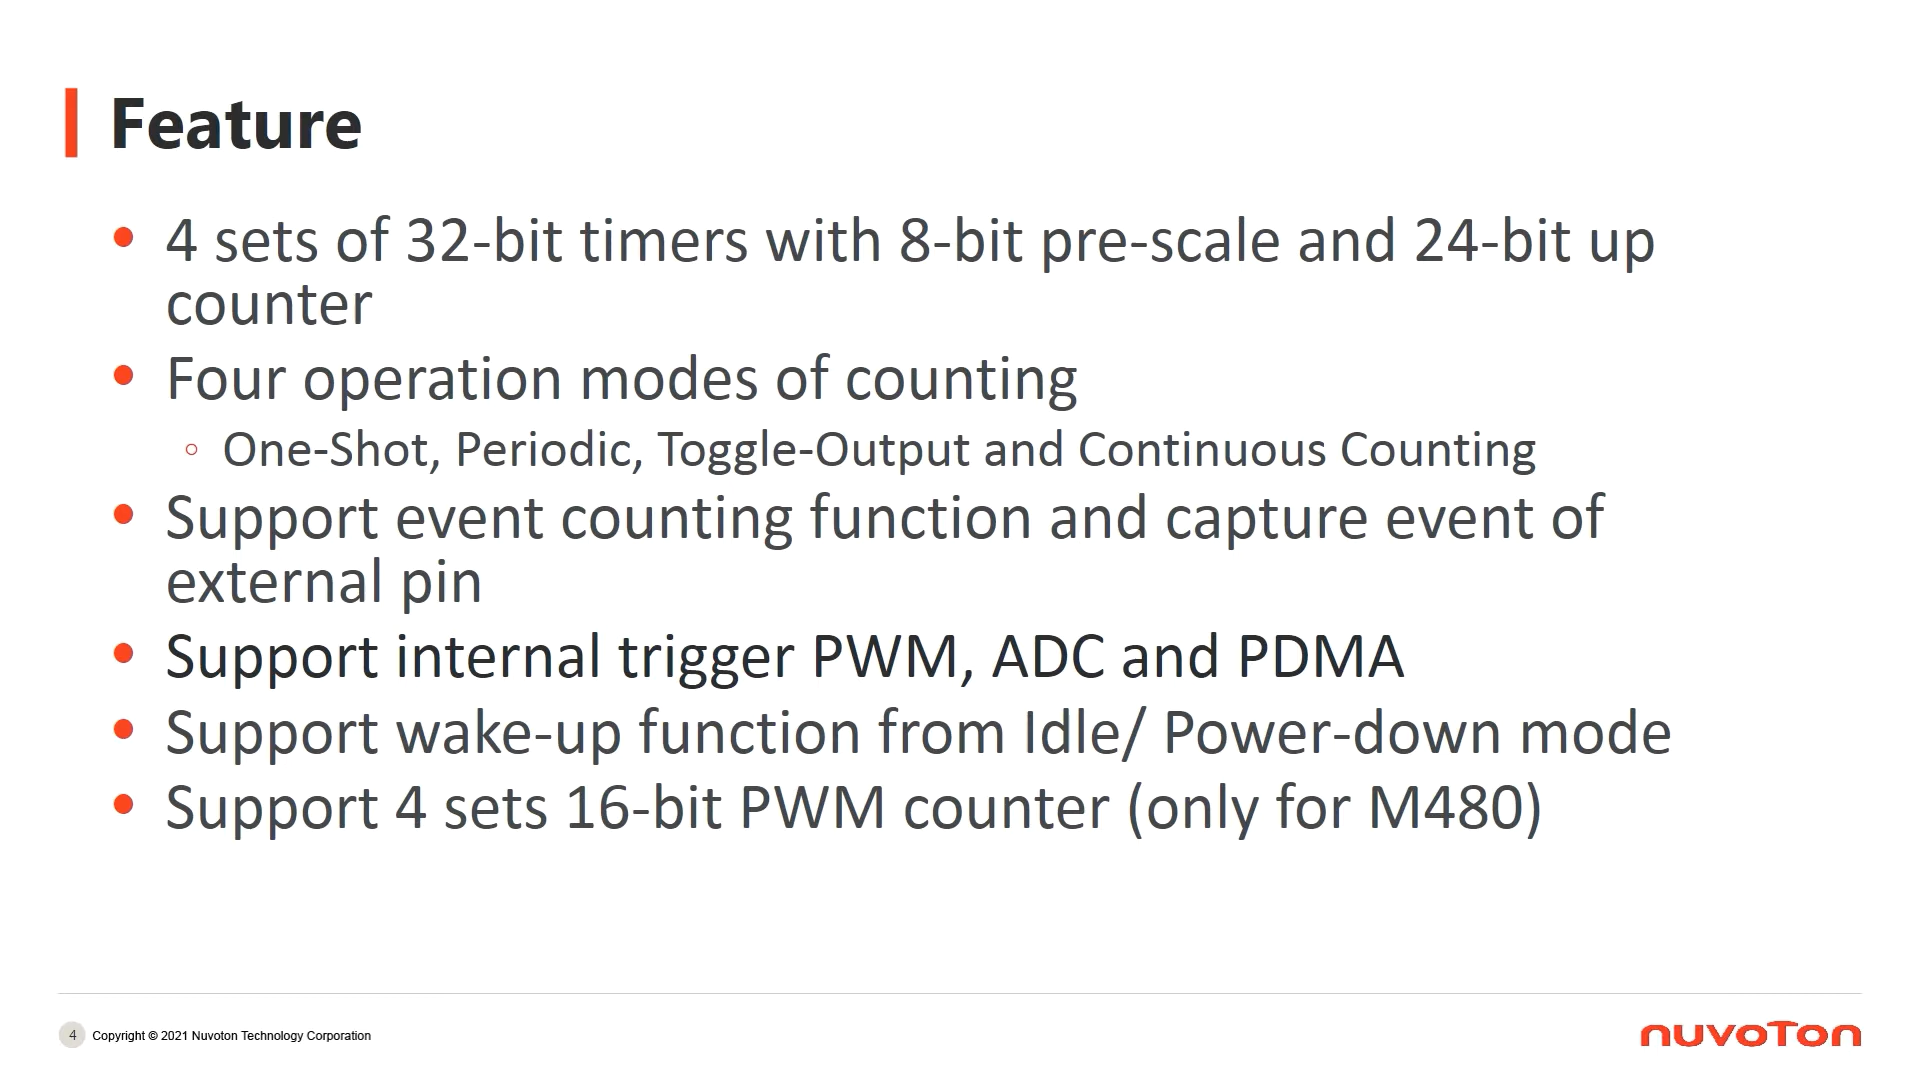 Feature
• 4 sets of 32-bit timers with 8-bit pre-scale and 24-bit up
counter
• Four operation modes of counting
◦ One-Shot, Periodic, Toggle-Output and Continuous Counting
• Support event counting function and capture event of
external pin
• Support internal trigger PWM, ADC and PDMA
• Support wake-up function from Idle/ Power-down mode
• Support 4 sets 16-bit PWM counter (only for M480)
4 Copyright © 2021 Nuvoton Technology Corporation
nuvoTon